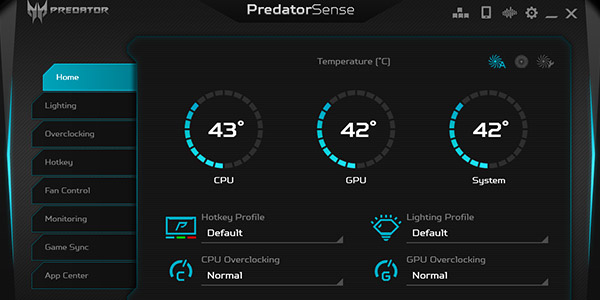 PREDATOR
PredatorSense
Home
Lighting
Overclocking
Hotkey
Fan Control
Monitoring
Game Sync
App Center
Temperature (°C)
43° 42° 42°
CPU GPU System
Hotkey Profile
Default
Lighting Profile
Default
CPU Overclocking
Normal
GPU Overclocking
Normal